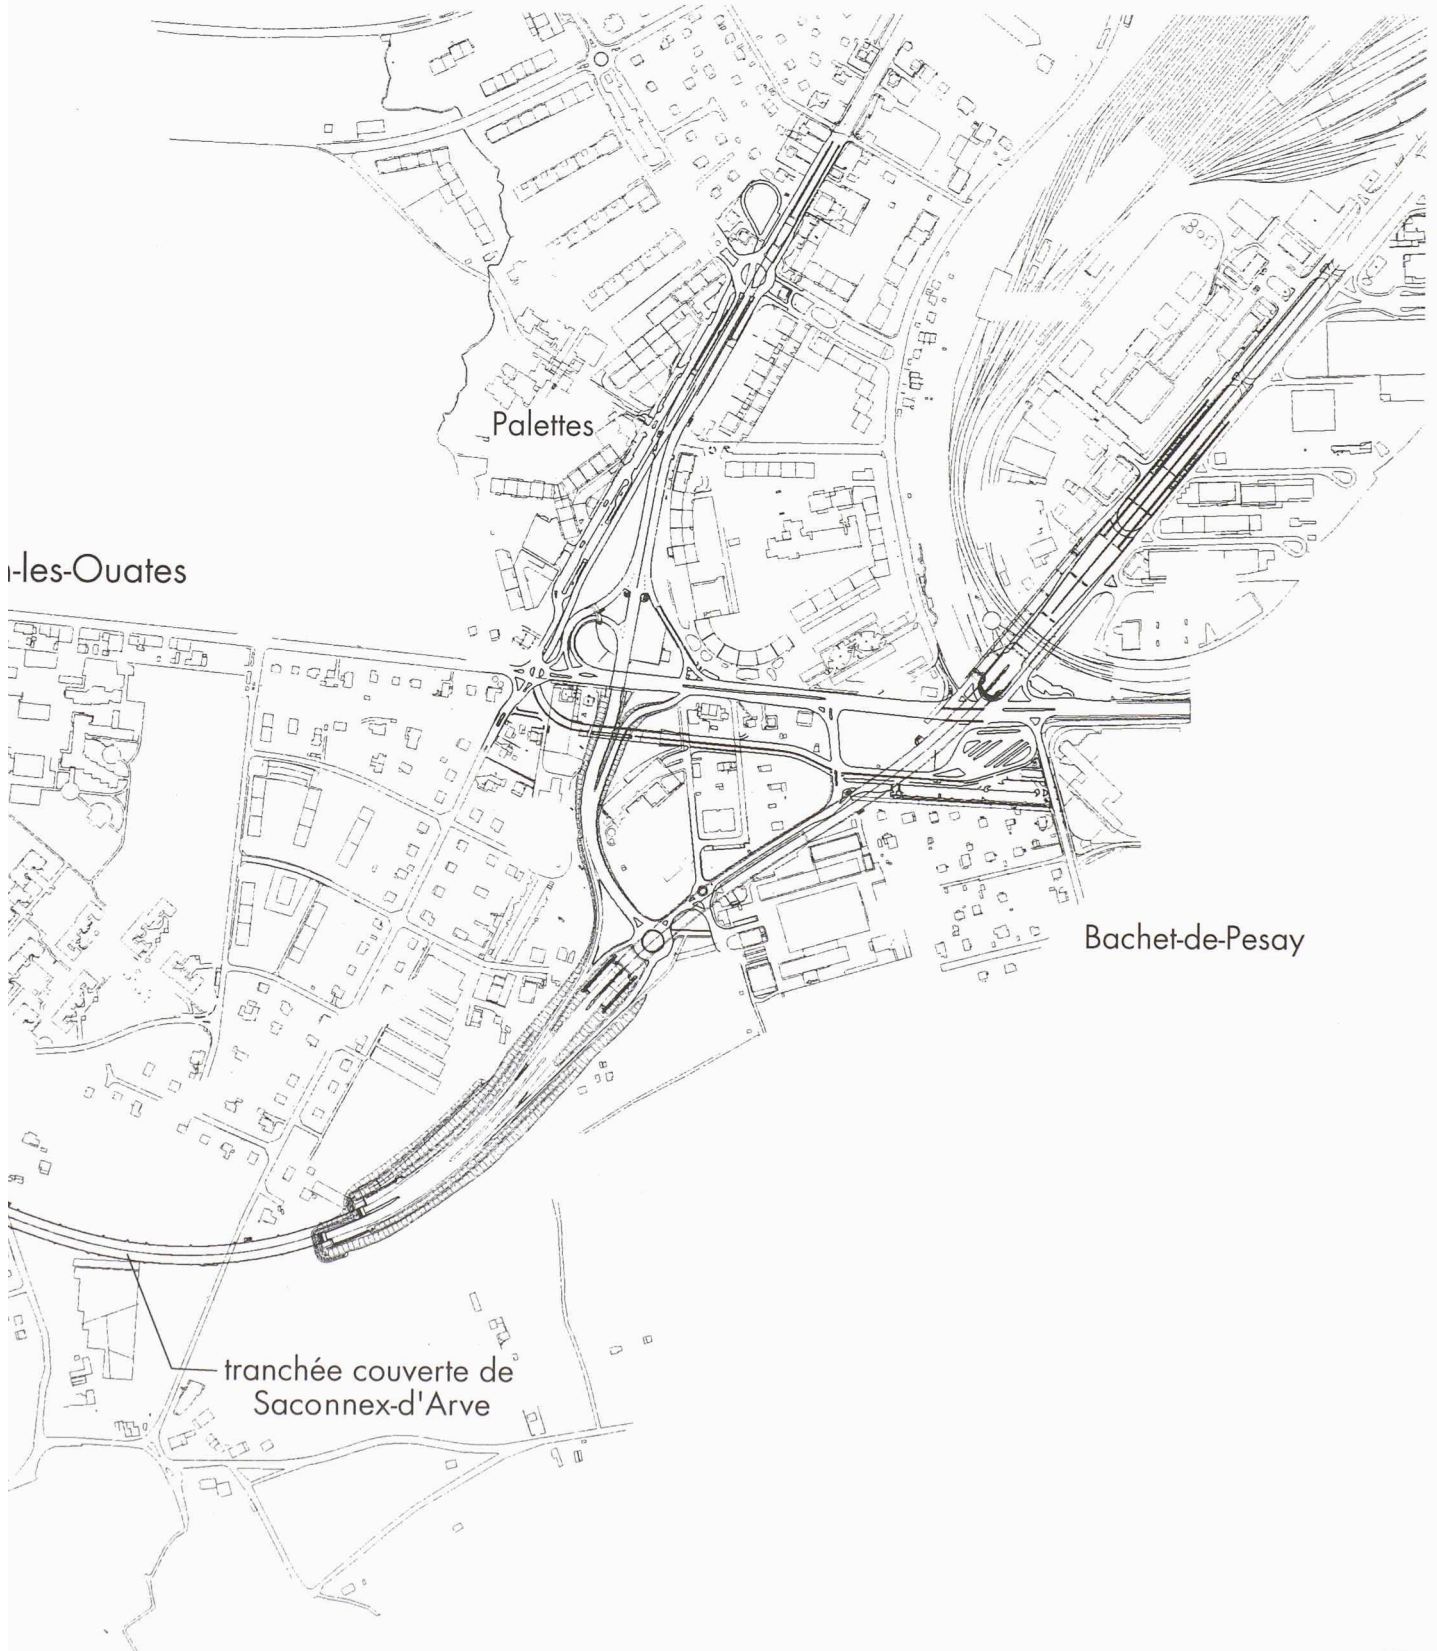 Palettes
-les-Ouates
Bachet-de-Pesay
tranchée couverte de
Saconnex-d'Arve